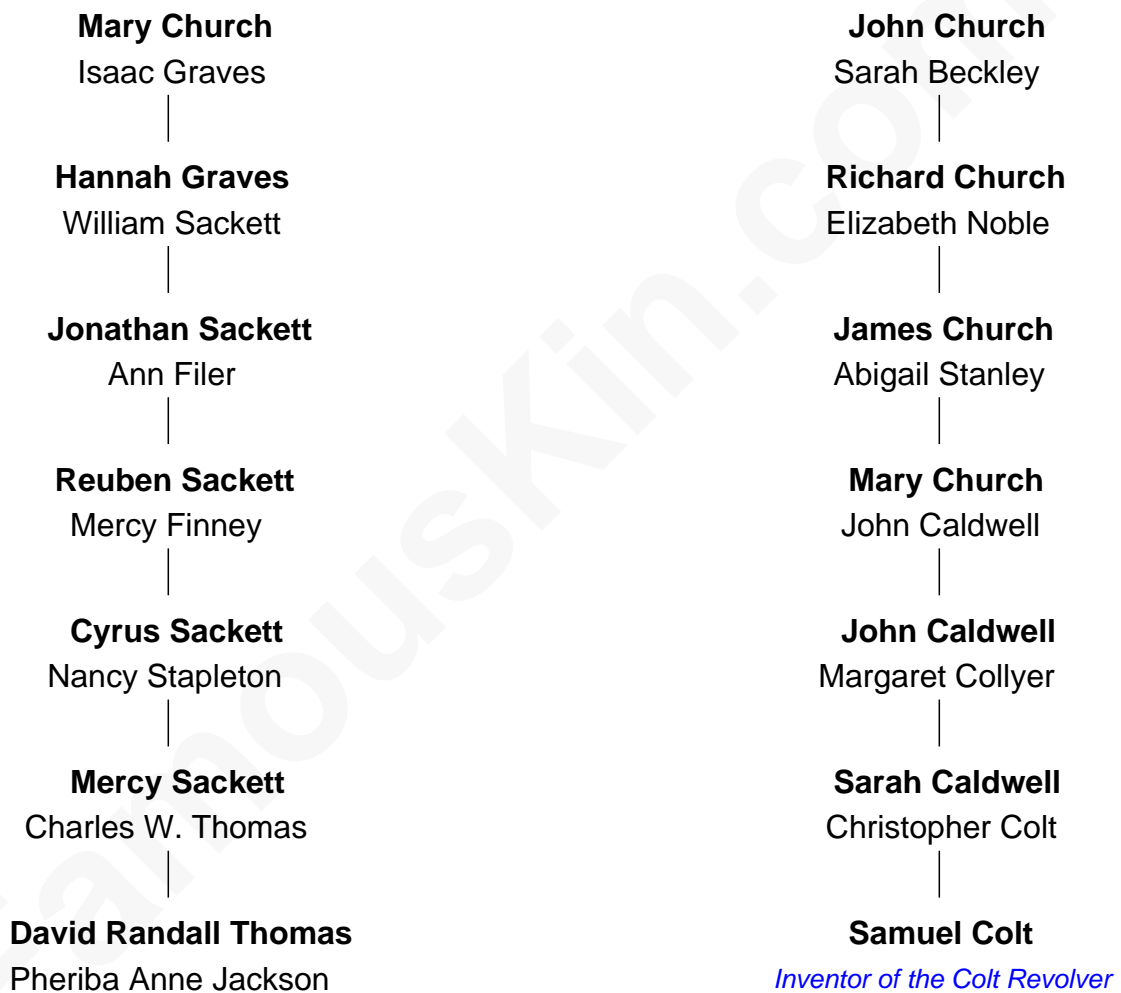 Mary Church
Isaac Graves
Hannah Graves
William Sackett
Jonathan Sackett
Ann Filer
Reuben Sackett
Mercy Finney
Cyrus Sackett
Nancy Stapleton
Mercy Sackett
Charles W. Thomas
David Randall Thomas
Pheriba Anne Jackson
John Church
Sarah Beckley
Richard Church
Elizabeth Noble
James Church
Abigail Stanley
Mary Church
John Caldwell
John Caldwell
Margaret Collyer
Sarah Caldwell
Christopher Colt
Samuel Colt
Inventor of the Colt Revolver
FamousKin.com